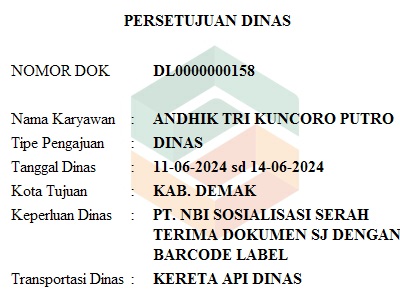 PERSETUJUAN DINAS
NOMOR DOK DL0000000158
Nama Karyawan : ANDHIK TRI KUNCORO PUTRO
Tipe Pengajuan : DINAS
Tanggal Dinas : 11-06-2024 sd 14-06-2024
Kota Tujuan : KAB. DEMAK
Keperluan Dinas : PT. NBI SOSIALISASI SERAH
TERIMA DOKUMEN SJ DENGAN
BARCODE LABEL
Transportasi Dinas : KERETA API DINAS